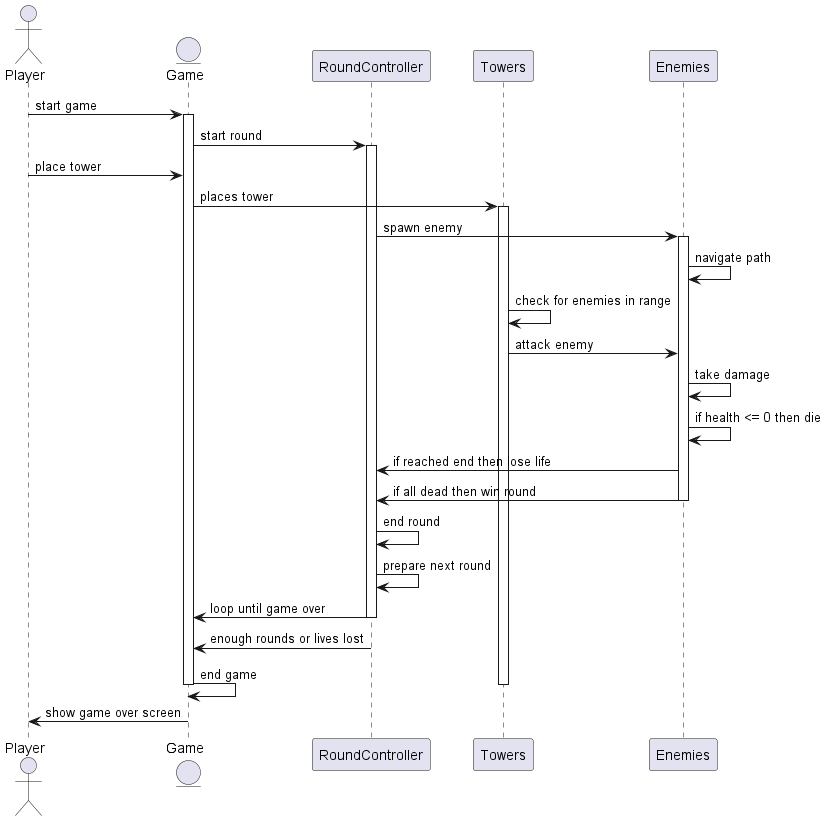 Player
Game
RoundController
Towers
Enemies
start game
start round
place tower
places tower
spawn enemy
navigate path
check for enemies in range
attack enemy
take damage
if health <= 0 then die
if reached end then lose life
if all dead then win round
end round
prepare next round
loop until game over
enough rounds or lives lost
end game
show game over screen
Player
Game
RoundController
Towers
Enemies